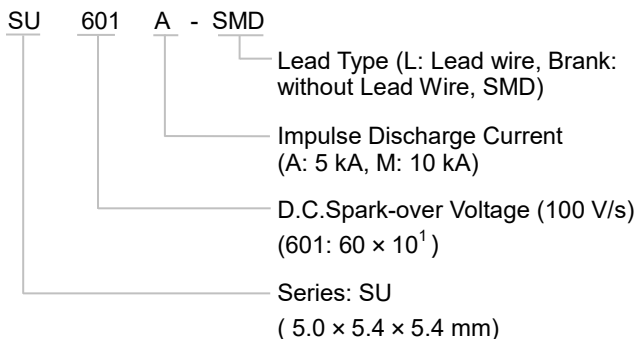 SU 601 A - SMD
Lead Type (L: Lead wire, Brank:
without Lead Wire, SMD)
Impulse Discharge Current
(A: 5 kA, M: 10 kA)
D.C.Spark-over Voltage (100 V/s)
(601: 60 × 10¹ )
Series: SU
( 5.0 × 5.4 × 5.4 mm)